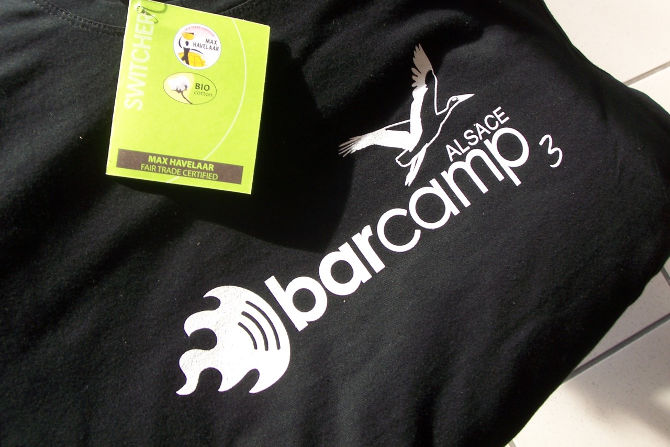 SWITCHER
MAX
HAVELAAR
BIO
cotton
MAX HAVELAAR
FAIR TRADE CERTIFIED
ALSACE
barcamp 3